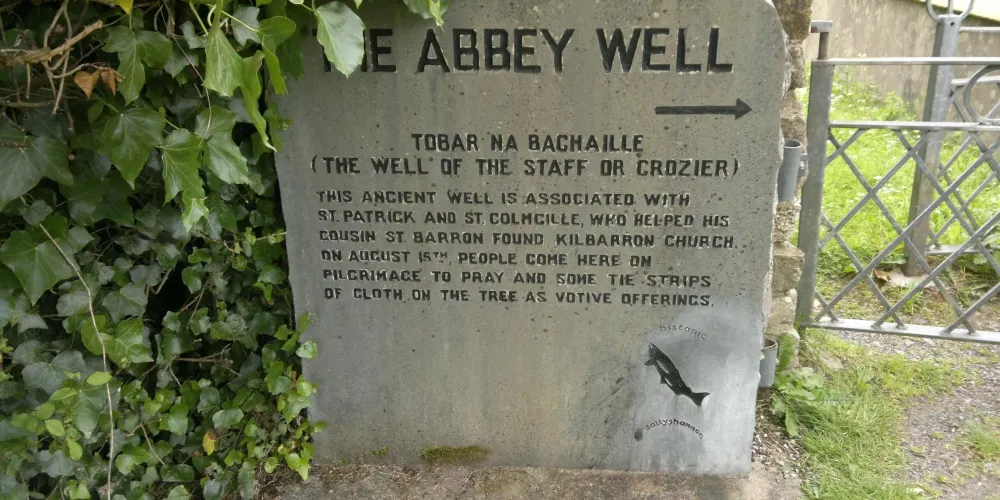 THE ABBEY WELL
TOBAR NA BACHAILLE
(THE WELL OF THE STAFF OR CROZIER)
THIS ANCIENT WELL IS ASSOCIATED WITH
ST. PATRICK AND ST. COLMCILLE, WHO HELPED HIS
COUSIN ST. BARRON FOUND KILBARRON CHURCH.
ON AUGUST 15TH, PEOPLE COME HERE ON
PILGRIMAGE TO PRAY AND SOME TIE STRIPS
OF CLOTH ON THE TREE AS VOTIVE OFFERINGS.
Historic
Ballyshannon